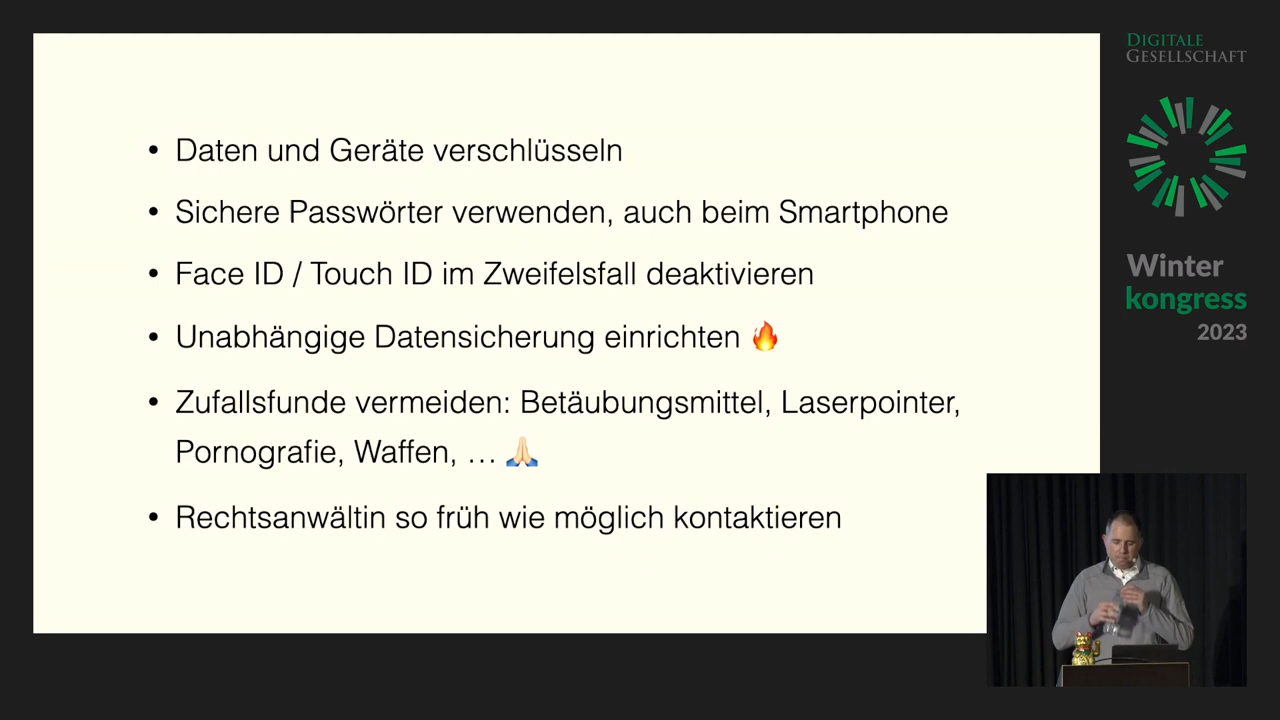 • Daten und Geräte verschlüsseln
• Sichere Passwörter verwenden, auch beim Smartphone
• Face ID / Touch ID im Zweifelsfall deaktivieren
• Unabhängige Datensicherung einrichten 🔥
• Zufallsfunde vermeiden: Betäubungsmittel, Laserpointer,
Pornografie, Waffen, … 🙏🏻
• Rechtsanwältin so früh wie möglich kontaktieren
DIGITALE
GESELLSCHAFT
Winter
kongress
2023